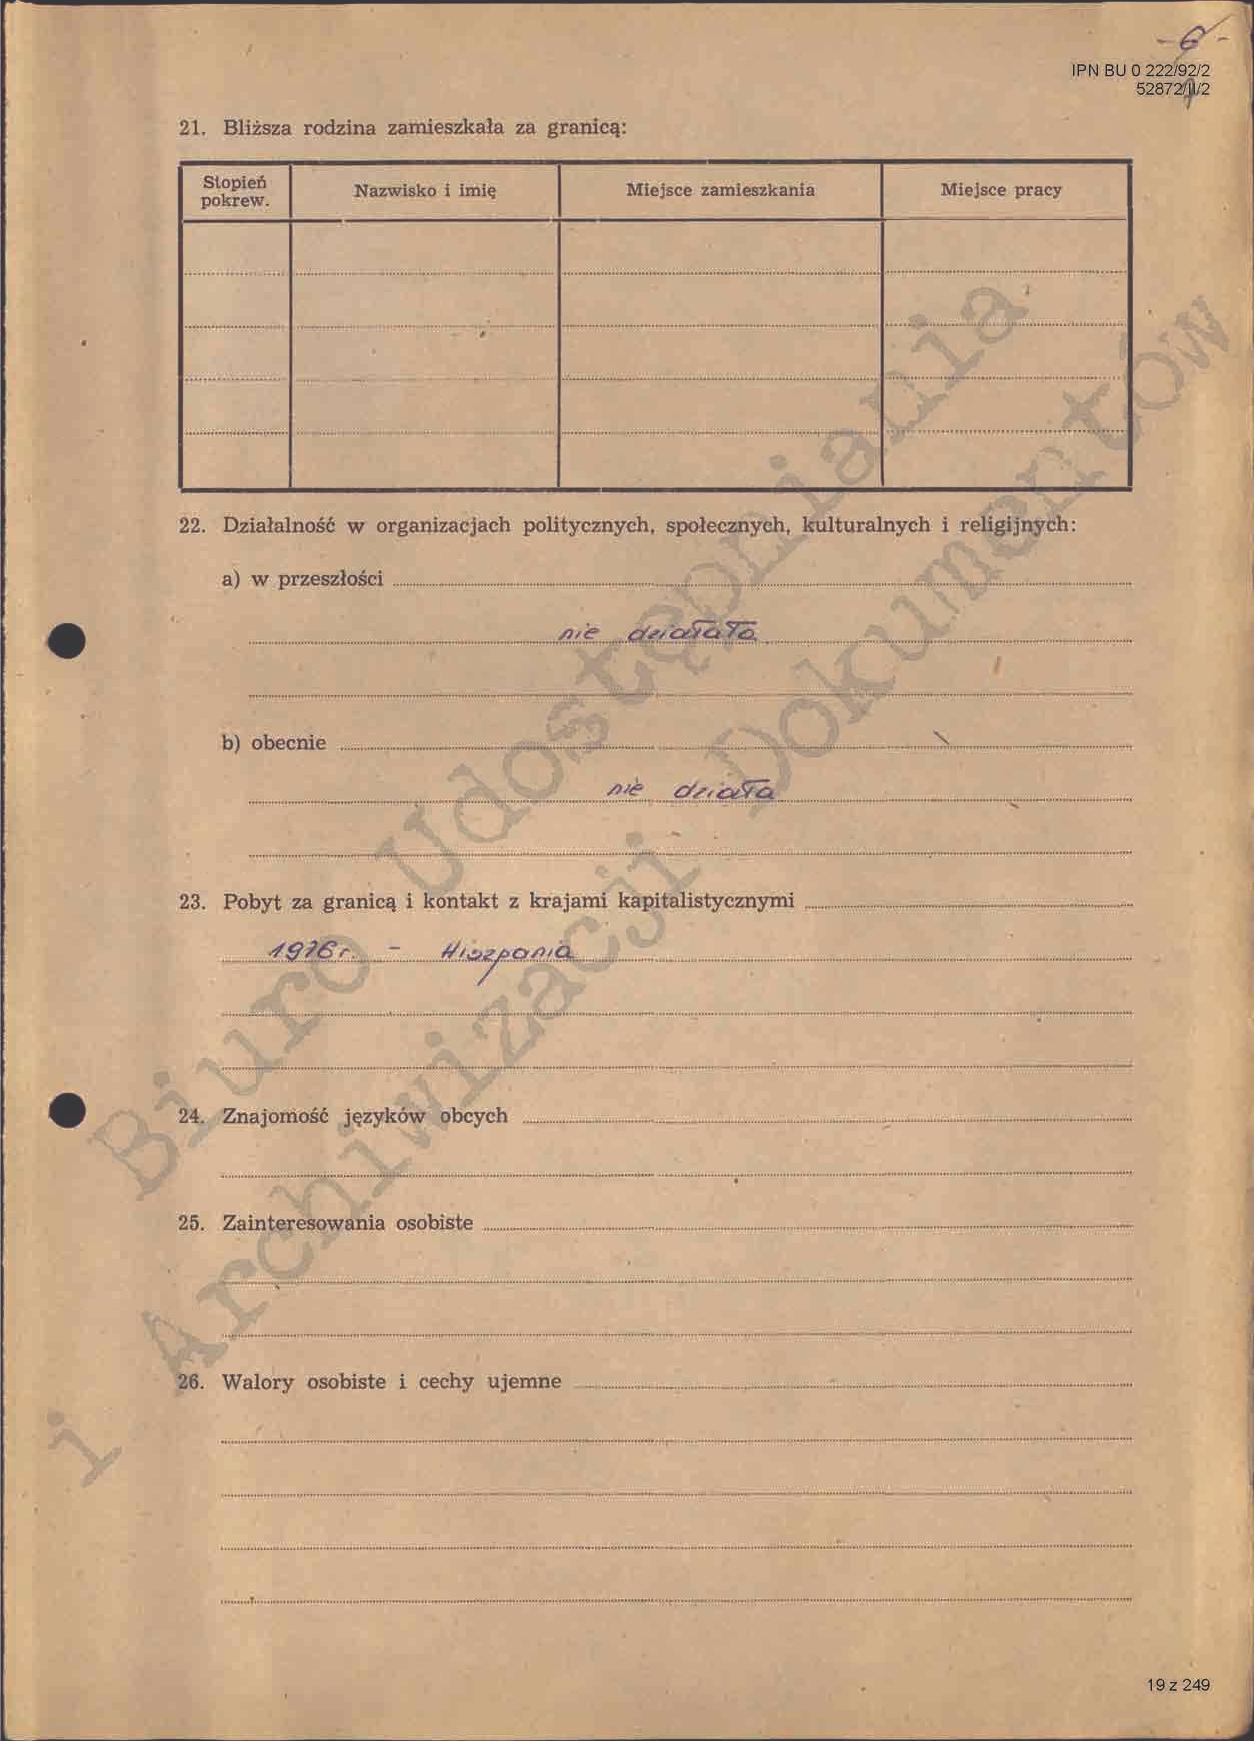 - 6 -
IPN BU 0 222/92/2
52872/II/2
21. Bliższa rodzina zamieszkała za granicą:
Stopień pokrew. Nazwisko i imię Miejsce zamieszkania Miejsce pracy
22. Działalność w organizacjach politycznych, społecznych, kulturalnych i religijnych:
a) w przeszłości
nie działała
b) obecnie
nie działa
23. Pobyt za granicą i kontakt z krajami kapitalistycznymi
1976r. - Hiszpania
24. Znajomość języków obcych
25. Zainteresowania osobiste
26. Walory osobiste i cechy ujemne
Biuro Udostępniania
i Archiwizacji Dokumentów
19 z 249